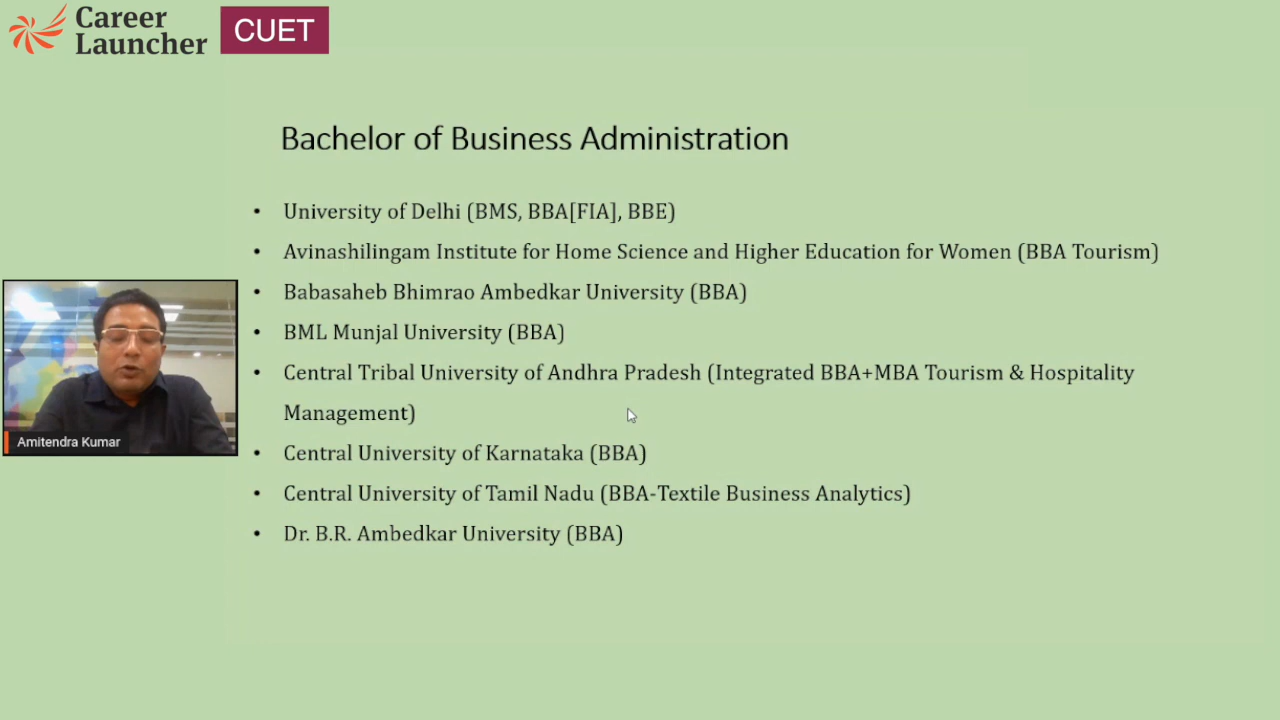 Career
Launcher
CUET
Bachelor of Business Administration
• University of Delhi (BMS, BBA[FIA], BBE)
• Avinashilingam Institute for Home Science and Higher Education for Women (BBA Tourism)
• Babasaheb Bhimrao Ambedkar University (BBA)
• BML Munjal University (BBA)
• Central Tribal University of Andhra Pradesh (Integrated BBA+MBA Tourism & Hospitality
Management)
• Central University of Karnataka (BBA)
• Central University of Tamil Nadu (BBA-Textile Business Analytics)
• Dr. B.R. Ambedkar University (BBA)
Amitendra Kumar